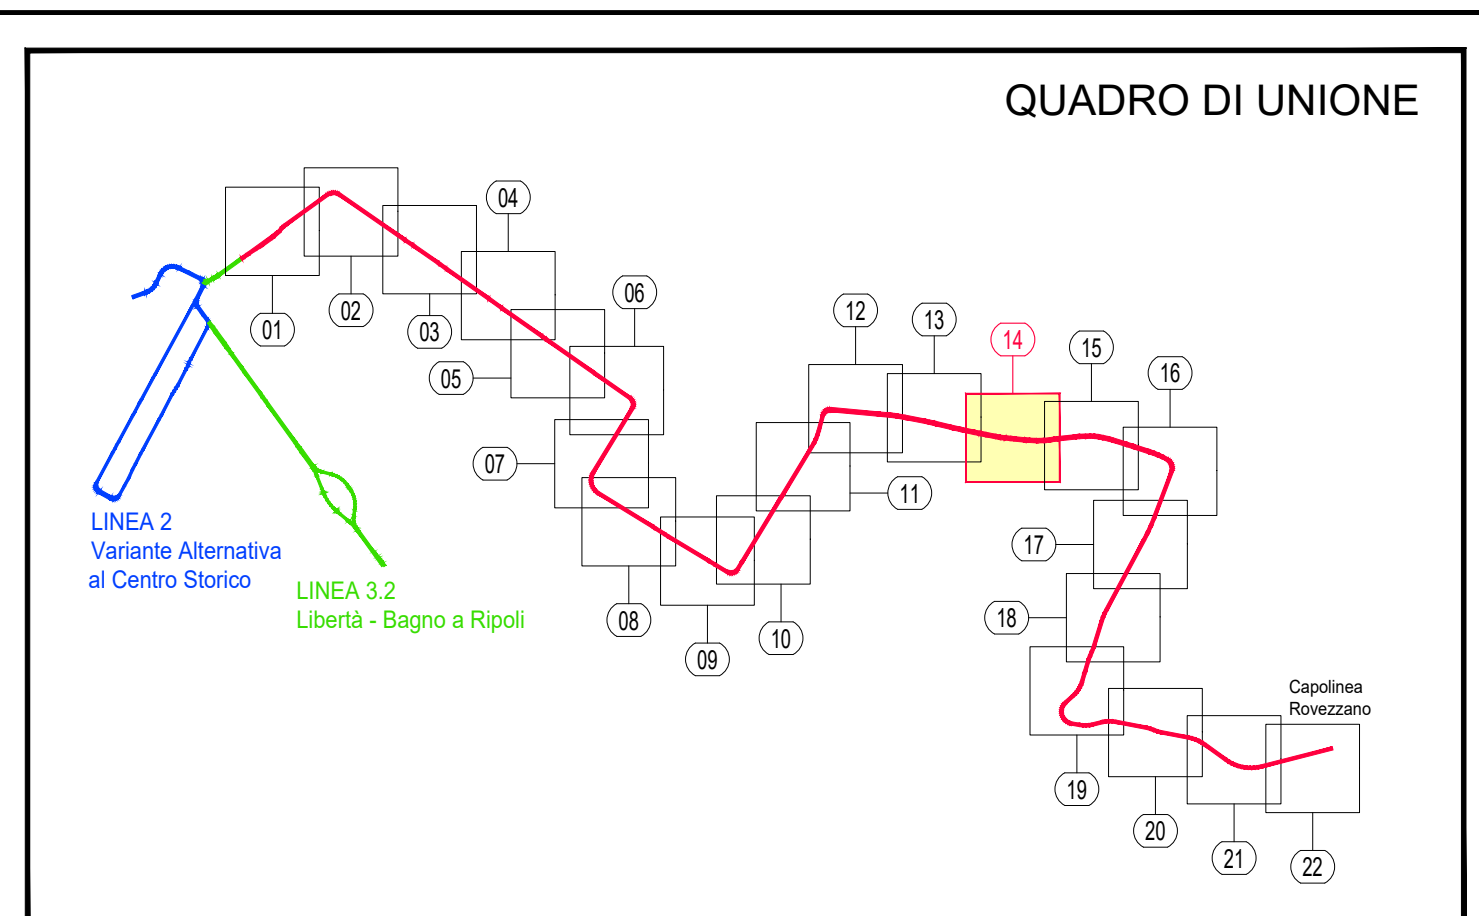 QUADRO DI UNIONE
04
06
12
13
14
15
16
01
02
03
05
07
11
17
08
09
10
18
LINEA 2
Variante Alternativa
al Centro Storico
LINEA 3.2
Libertà - Bagno a Ripoli
Capolinea
Rovezzano
19
20
21
22